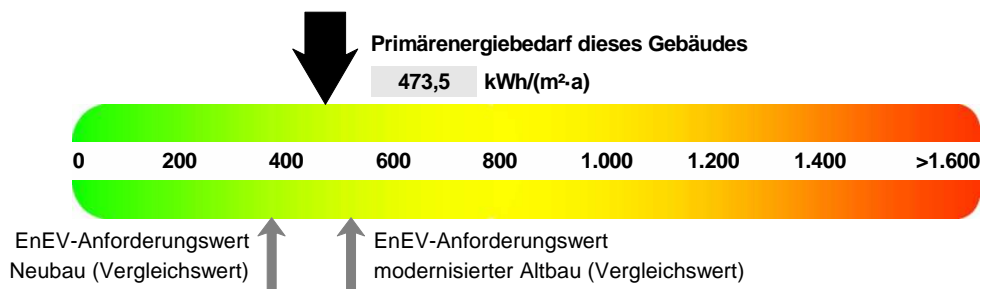 Primärenergiebedarf dieses Gebäudes
473,5 kWh/(m²·a)
0 200 400 600 800 1.000 1.200 1.400 >1.600
EnEV-Anforderungswert
Neubau (Vergleichswert)
EnEV-Anforderungswert
modernisierter Altbau (Vergleichswert)